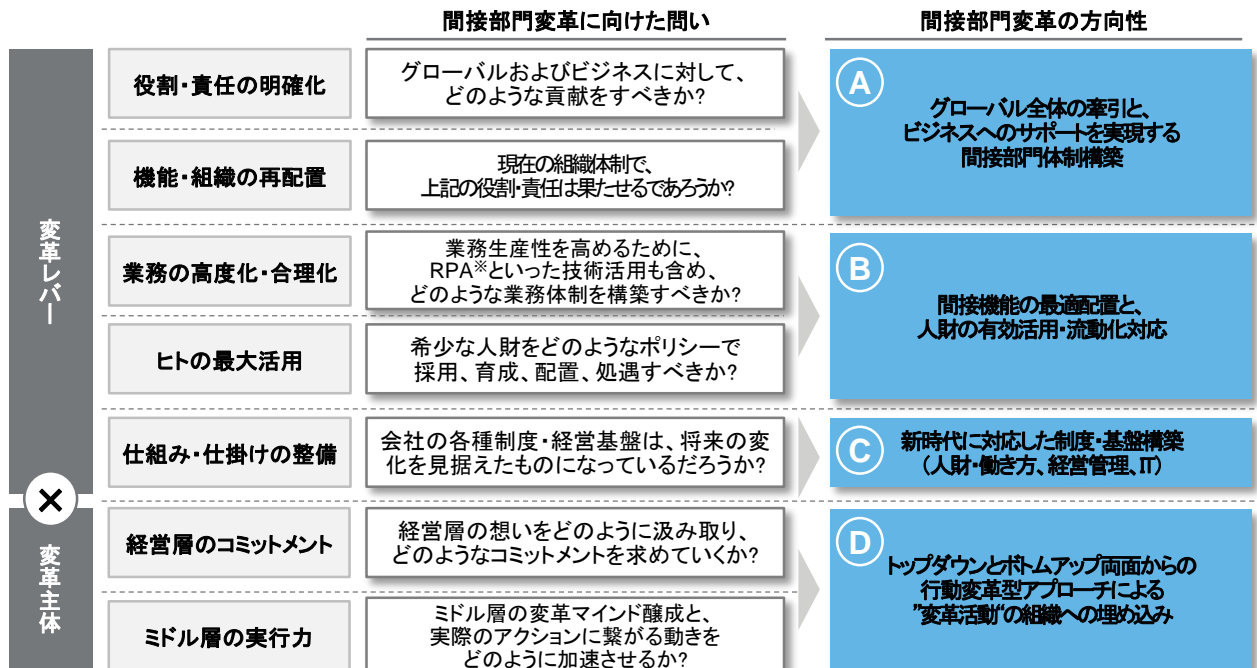 間接部門変革に向けた問い
間接部門変革の方向性
変革レバー
役割・責任の明確化
グローバルおよびビジネスに対して、
どのような貢献をすべきか?
A
グローバル全体の牽引と、
ビジネスへのサポートを実現する
間接部門体制構築
機能・組織の再配置
現在の組織体制で、
上記の役割・責任は果たせるであろうか?
業務の高度化・合理化
業務生産性を高めるために、
RPA※といった技術活用も含め、
どのような業務体制を構築すべきか?
B
間接機能の最適配置と、
人財の有効活用・流動化対応
ヒトの最大活用
希少な人財をどのようなポリシーで
採用、育成、配置、処遇すべきか?
仕組み・仕掛けの整備
会社の各種制度・経営基盤は、将来の変
化を見据えたものになっているだろうか?
C
新時代に対応した制度・基盤構築
(人財・働き方、経営管理、IT)
×
変革主体
経営層のコミットメント
経営層の想いをどのように汲み取り、
どのようなコミットメントを求めていくか?
D
トップダウンとボトムアップ両面からの
行動変革型アプローチによる
”変革活動“の組織への埋め込み
ミドル層の実行力
ミドル層の変革マインド醸成と、
実際のアクションに繋がる動きを
どのように加速させるか?